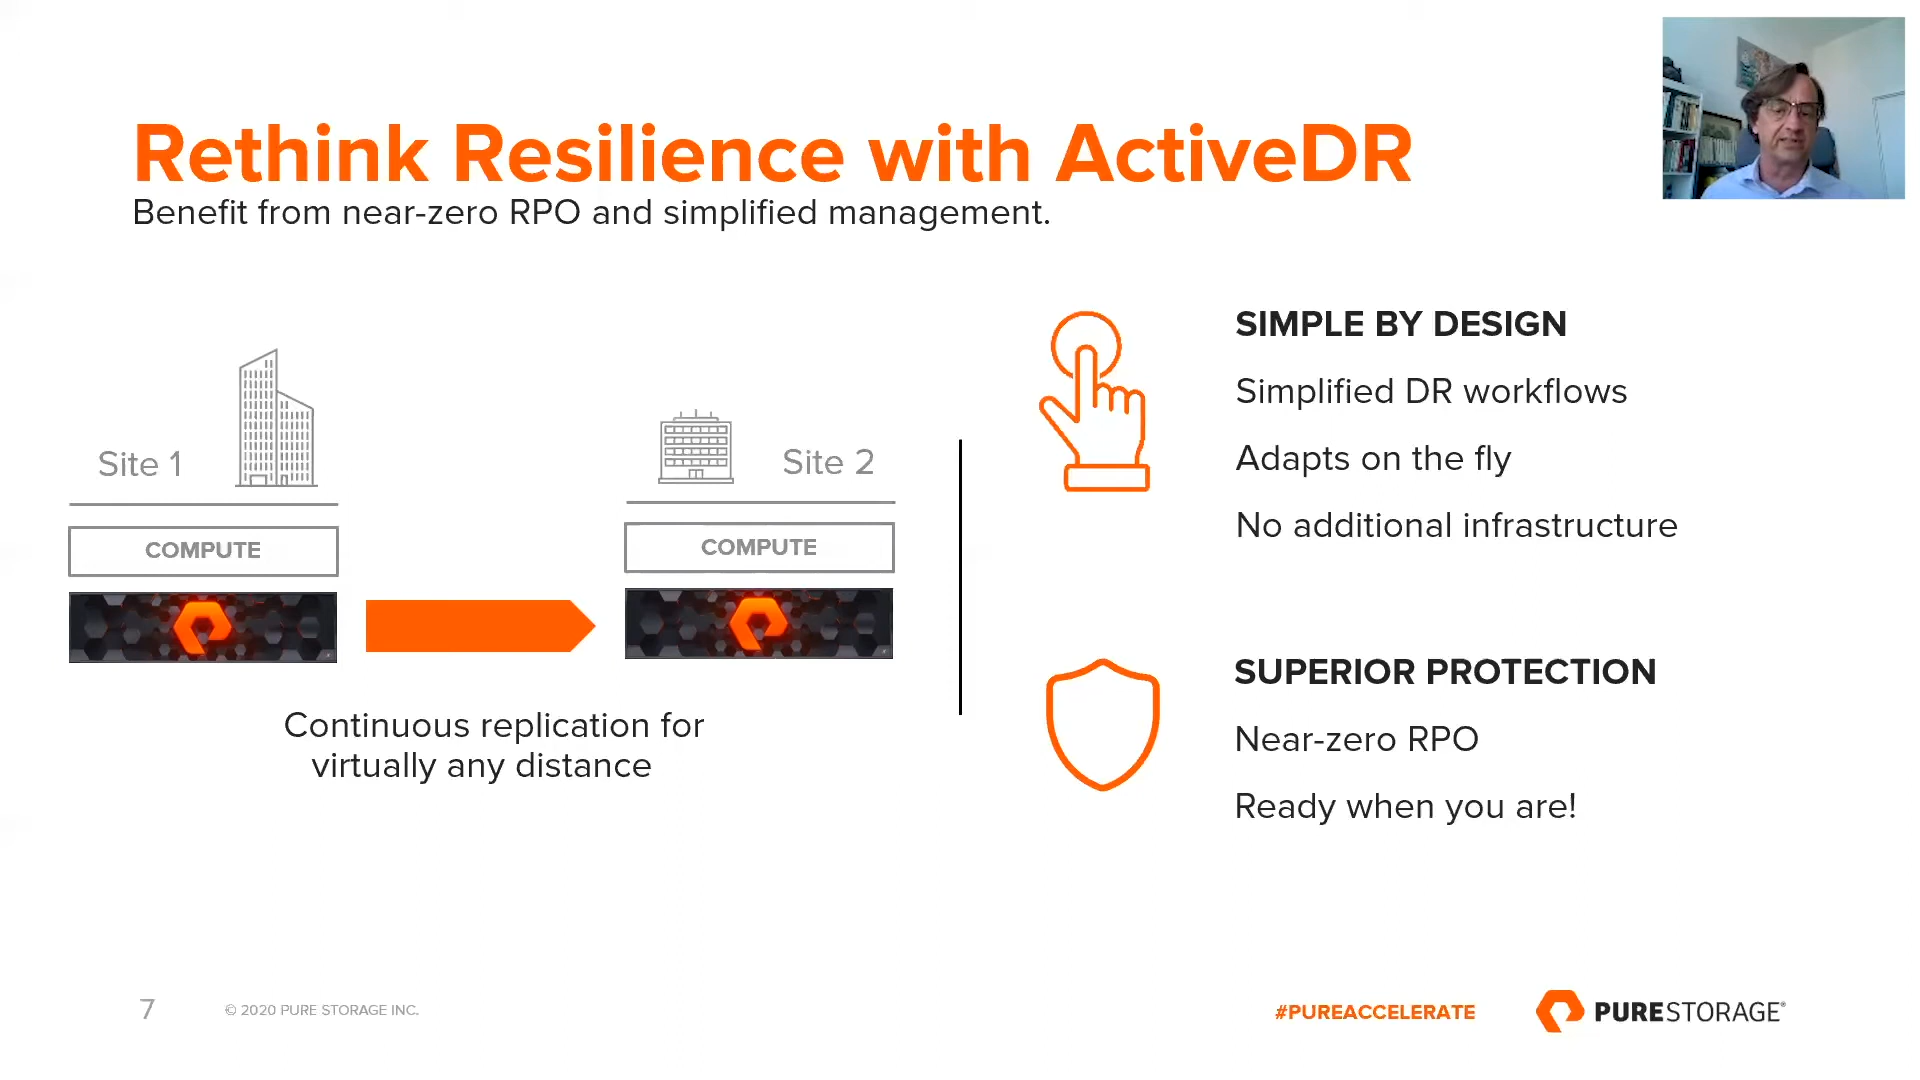 Rethink Resilience with ActiveDR
Benefit from near-zero RPO and simplified management.
Site 1
Site 2
COMPUTE
COMPUTE
Continuous replication for
virtually any distance
SIMPLE BY DESIGN
Simplified DR workflows
Adapts on the fly
No additional infrastructure
SUPERIOR PROTECTION
Near-zero RPO
Ready when you are!
7
© 2020 PURE STORAGE INC.
#PUREACCELERATE
PURESTORAGE®